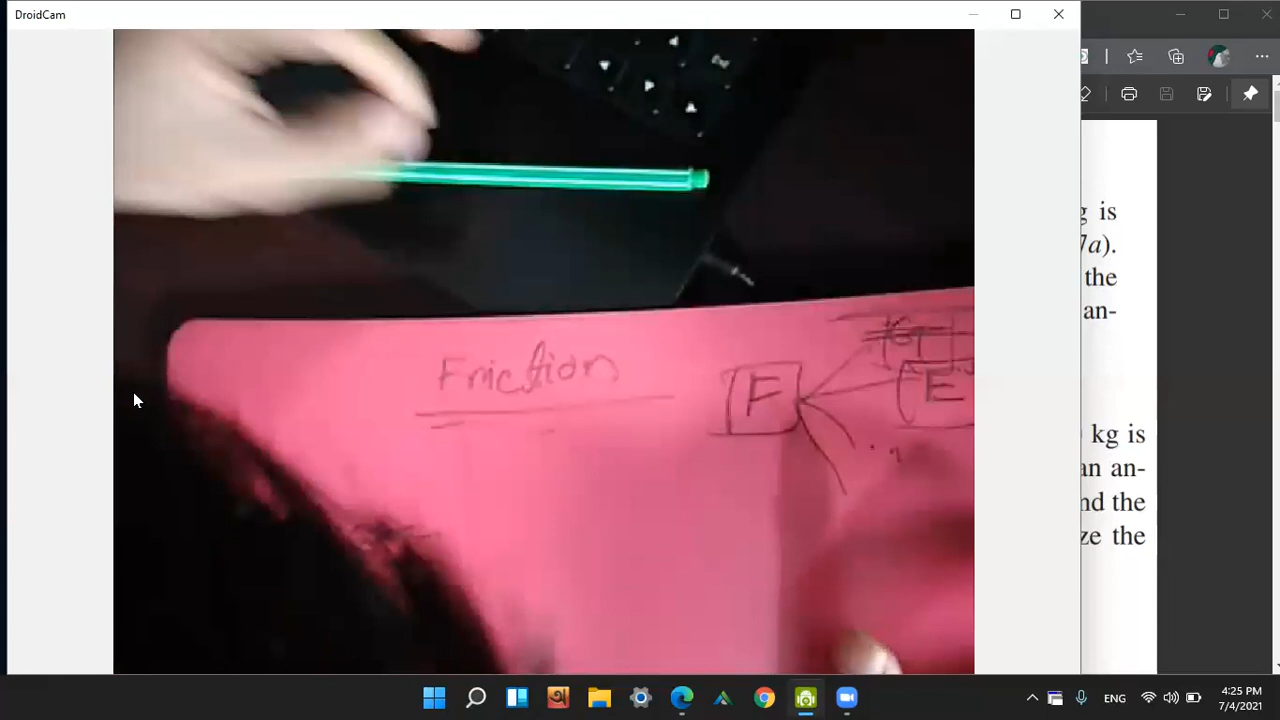 DroidCam
g is
7a).
the
an-
Friction
F
E
kg is
an an-
nd the
ze the
অ
ENG
4:25 PM
7/4/2021